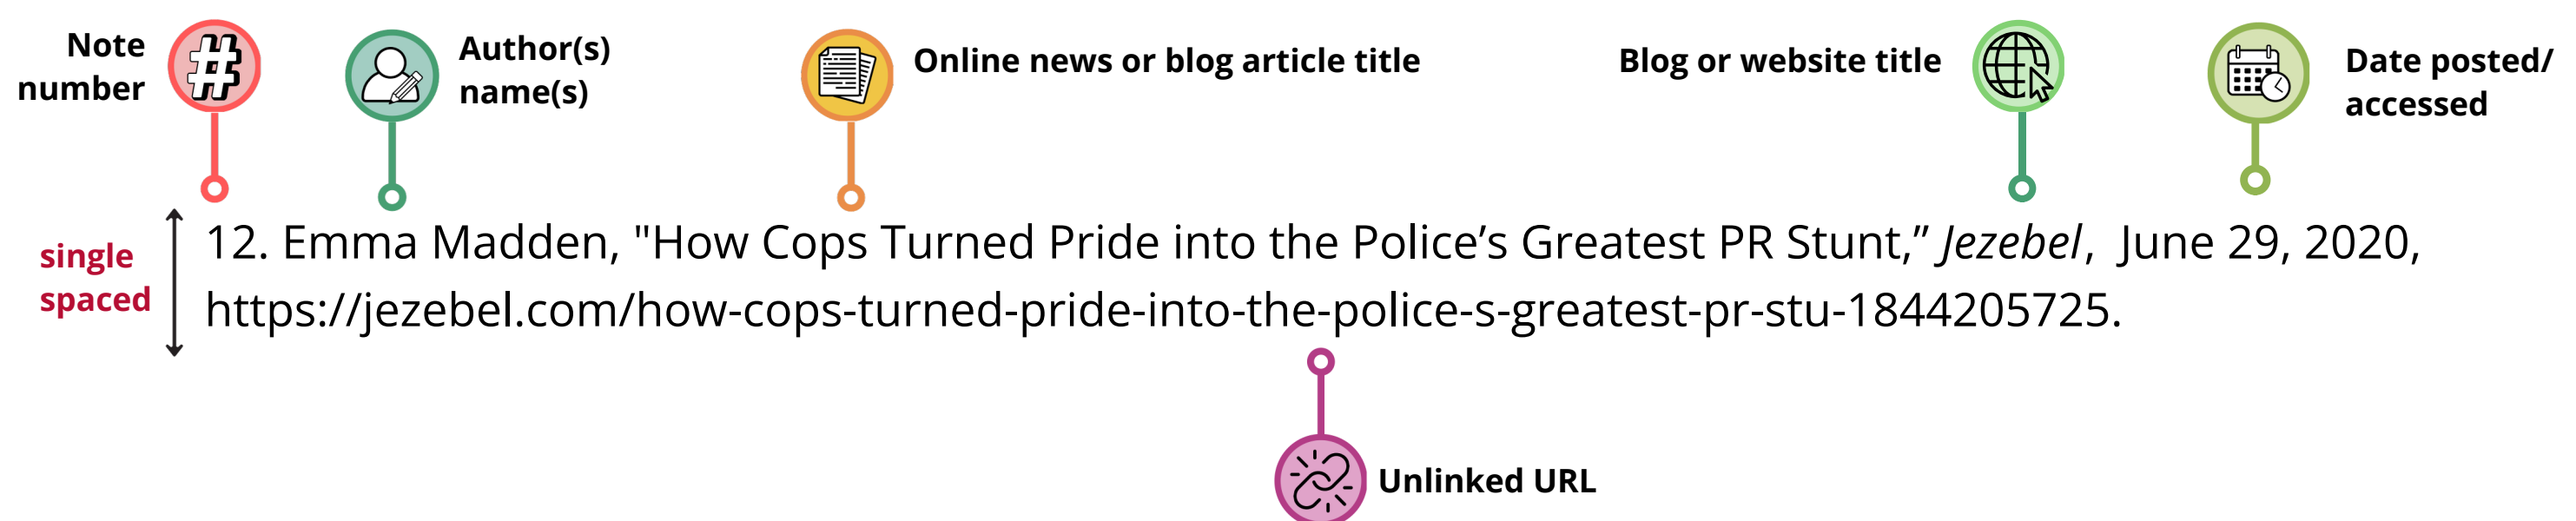 Note
number
#
Author(s)
name(s)
Online news or blog article title
Blog or website title
Date posted/
accessed
single
spaced
12. Emma Madden, "How Cops Turned Pride into the Police’s Greatest PR Stunt,” Jezebel,  June 29, 2020,
https://jezebel.com/how-cops-turned-pride-into-the-police-s-greatest-pr-stu-1844205725.
Unlinked URL